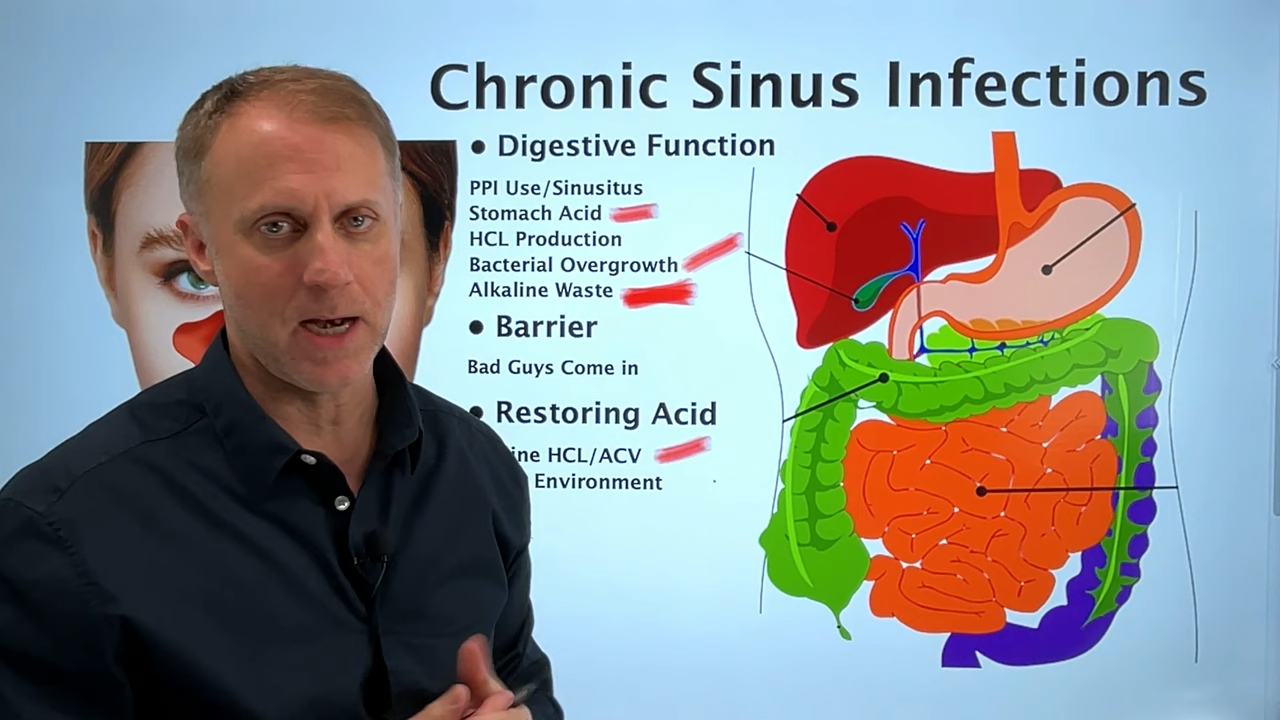 Chronic Sinus Infections
• Digestive Function
PPI Use/Sinusitus
Stomach Acid
HCL Production
Bacterial Overgrowth
Alkaline Waste
• Barrier
Bad Guys Come in
• Restoring Acid
HCL/ACV
Environment